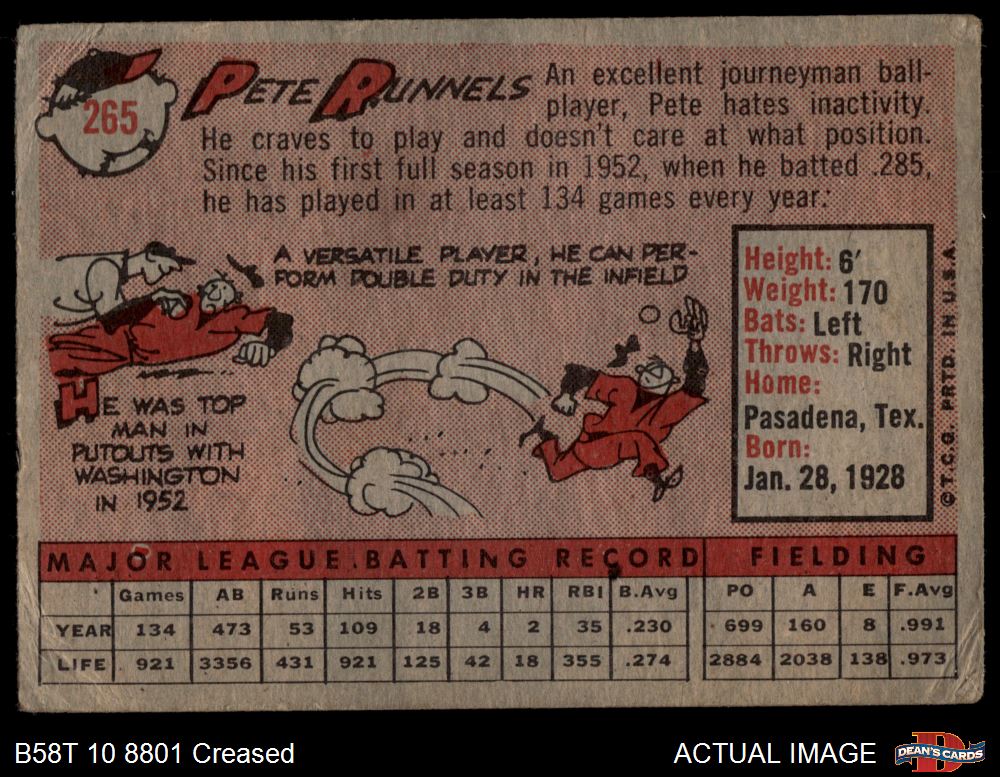 265
PETE RUNNELS
An excellent journeyman ball-
player, Pete hates inactivity.
He craves to play and doesn't care at what position.
Since his first full season in 1952, when he batted .285,
he has played in at least 134 games every year.
A VERSATILE PLAYER, HE CAN PER-
FORM DOUBLE DUTY IN THE INFIELD
HE WAS TOP
MAN IN
PUTOUTS WITH
WASHINGTON
IN 1952
Height: 6'
Weight: 170
Bats: Left
Throws: Right
Home:
Pasadena, Tex.
Born:
Jan. 28, 1928
© T.C.G. PRTD. IN U.S.A.
MAJOR LEAGUE BATTING RECORD FIELDING
Games AB Runs Hits 2B 3B HR RBI B.Avg PO A E F.Avg
YEAR 134 473 53 109 18 4 2 35 .230 699 160 8 .991
LIFE 921 3356 431 921 125 42 18 355 .274 2884 2038 138 .973
B58T 10 8801 Creased
ACTUAL IMAGE
DEAN'S CARDS